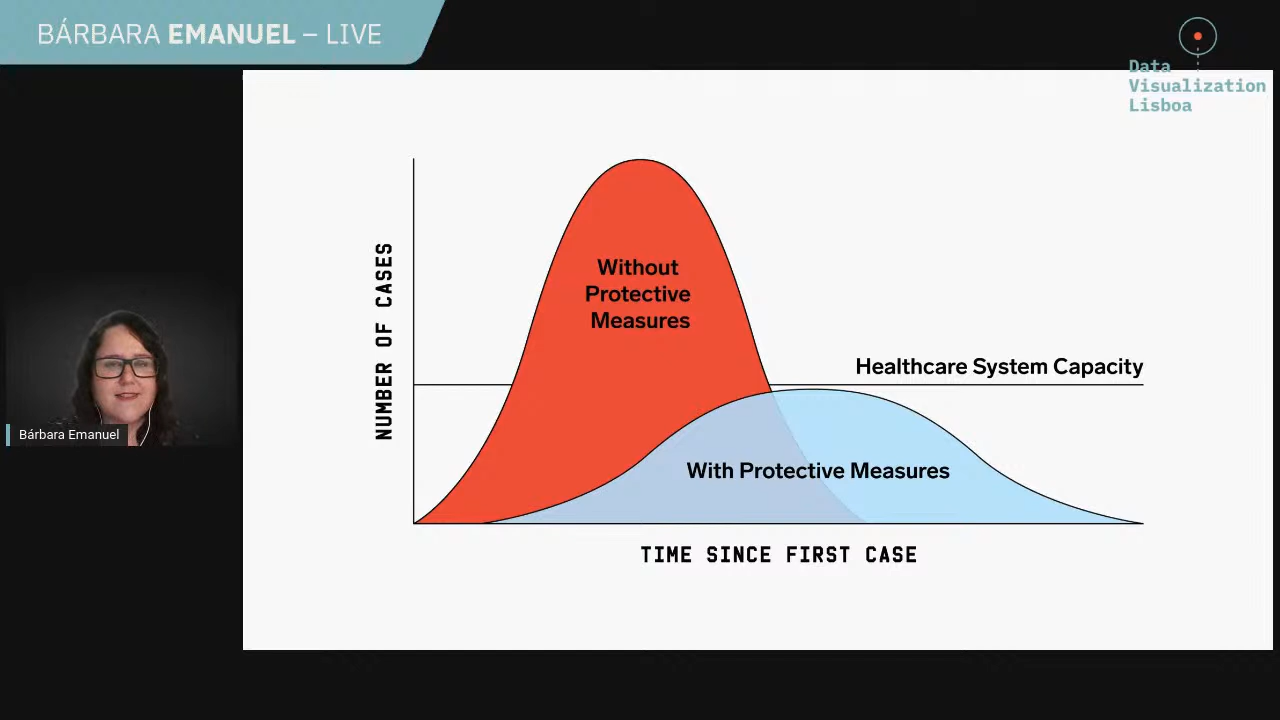 BÁRBARA EMANUEL – LIVE
Data
Visualization
Lisboa
NUMBER OF CASES
Without
Protective
Measures
Healthcare System Capacity
With Protective Measures
TIME SINCE FIRST CASE
Bárbara Emanuel